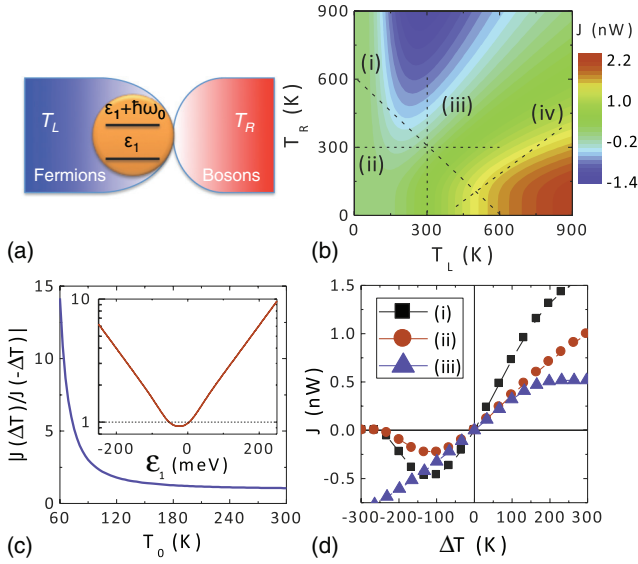 T_L
Fermions
ε₁+ħω₀
ε₁
T_R
Bosons
(a)
900
600
300
0
T_R (K)
(i)
(ii)
(iii)
(iv)
0 300 600 900
T_L (K)
J (nW)
2.2
1.2
0
-1.4
(b)
15
10
5
0
|J(ΔT)/J(-ΔT)|
10
1
-200 0 200
ε₁ (meV)
60 120 180 240 300
T₀ (K)
(c)
1.5
1.0
0.5
0.0
-0.5
J (nW)
(i)
(ii)
(iii)
-300 -200 -100 0 100 200 300
ΔT (K)
(d)